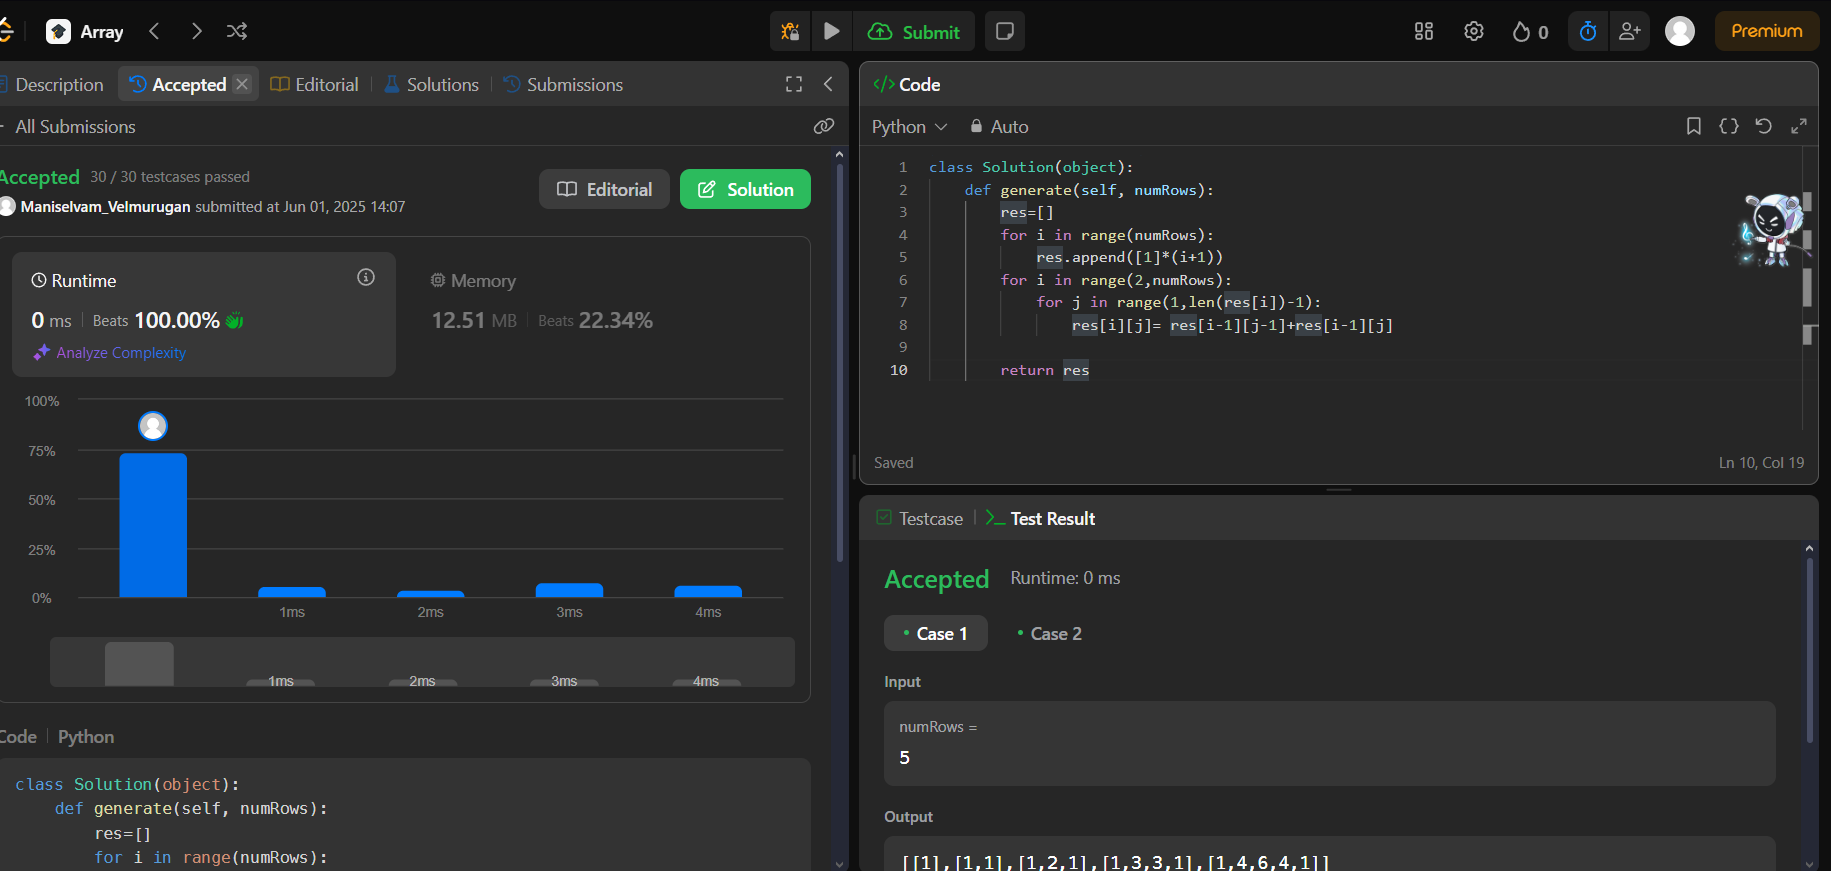 Array
Submit
0
Premium
Description
Accepted
Editorial
Solutions
Submissions
All Submissions
Accepted 30 / 30 testcases passed
Maniselvam_Velmurugan submitted at Jun 01, 2025 14:07
Editorial
Solution
Runtime
0 ms Beats 100.00%
Analyze Complexity
Memory
12.51 MB Beats 22.34%
100%
75%
50%
25%
0%
1ms 2ms 3ms 4ms
1ms 2ms 3ms 4ms
Code Python
class Solution(object):
def generate(self, numRows):
res=[]
for i in range(numRows):
</> Code
Python Auto
1 class Solution(object):
2 def generate(self, numRows):
3 res=[]
4 for i in range(numRows):
5 res.append([1]*(i+1))
6 for i in range(2,numRows):
7 for j in range(1,len(res[i])-1):
8 res[i][j]= res[i-1][j-1]+res[i-1][j]
9
10 return res
Saved
Ln 10, Col 19
Testcase
Test Result
Accepted Runtime: 0 ms
Case 1
Case 2
Input
numRows =
5
Output
[[1],[1,1],[1,2,1],[1,3,3,1],[1,4,6,4,1]]